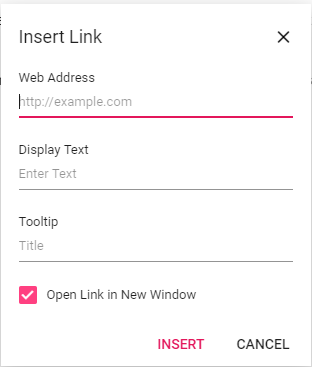 Insert Link
Web Address
http://example.com
Display Text
Enter Text
Tooltip
Title
Open Link in New Window
INSERT CANCEL